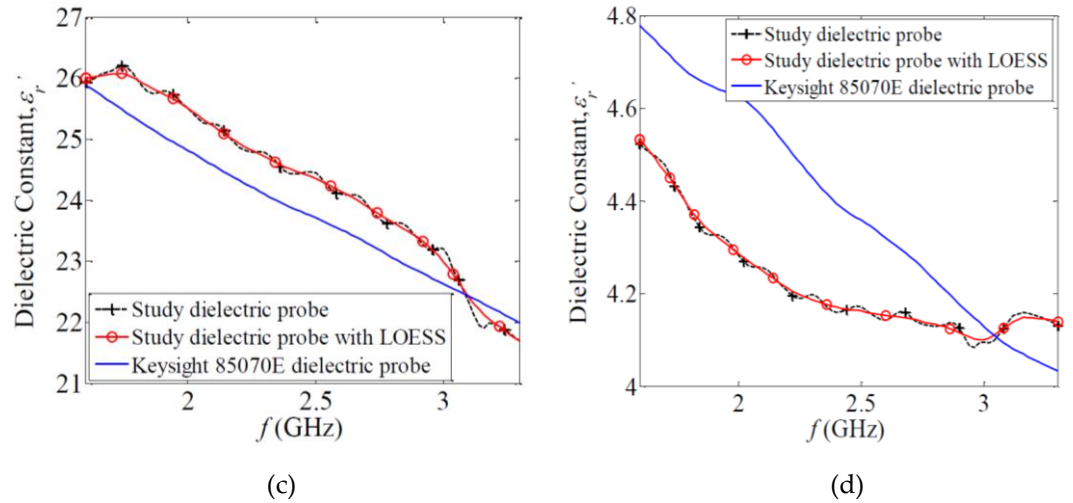 27
26
25
24
23
22
21
Dielectric Constant, εr′
Study dielectric probe
Study dielectric probe with LOESS
Keysight 85070E dielectric probe
2
2.5
3
f (GHz)
(c)
4.8
4.6
4.4
4.2
4
Dielectric Constant, εr′
Study dielectric probe
Study dielectric probe with LOESS
Keysight 85070E dielectric probe
2
2.5
3
f (GHz)
(d)